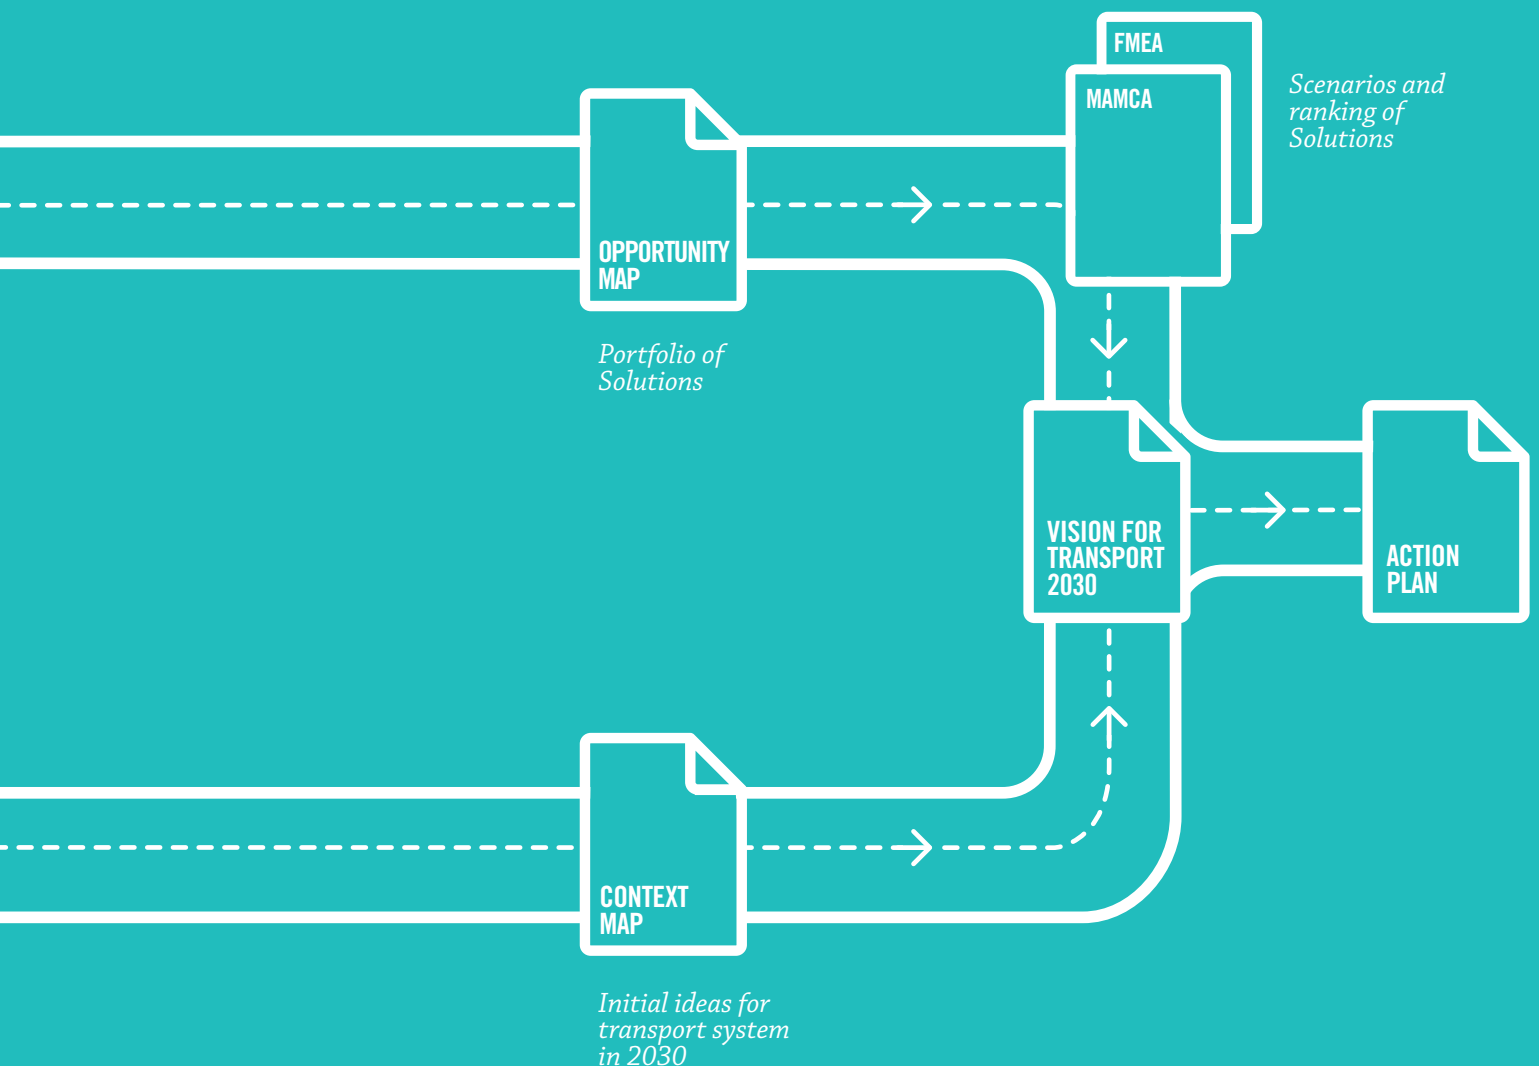 FMEA
MAMCA
Scenarios and
ranking of
Solutions
OPPORTUNITY
MAP
Portfolio of
Solutions
VISION FOR
TRANSPORT
2030
ACTION
PLAN
CONTEXT
MAP
Initial ideas for
transport system
in 2030